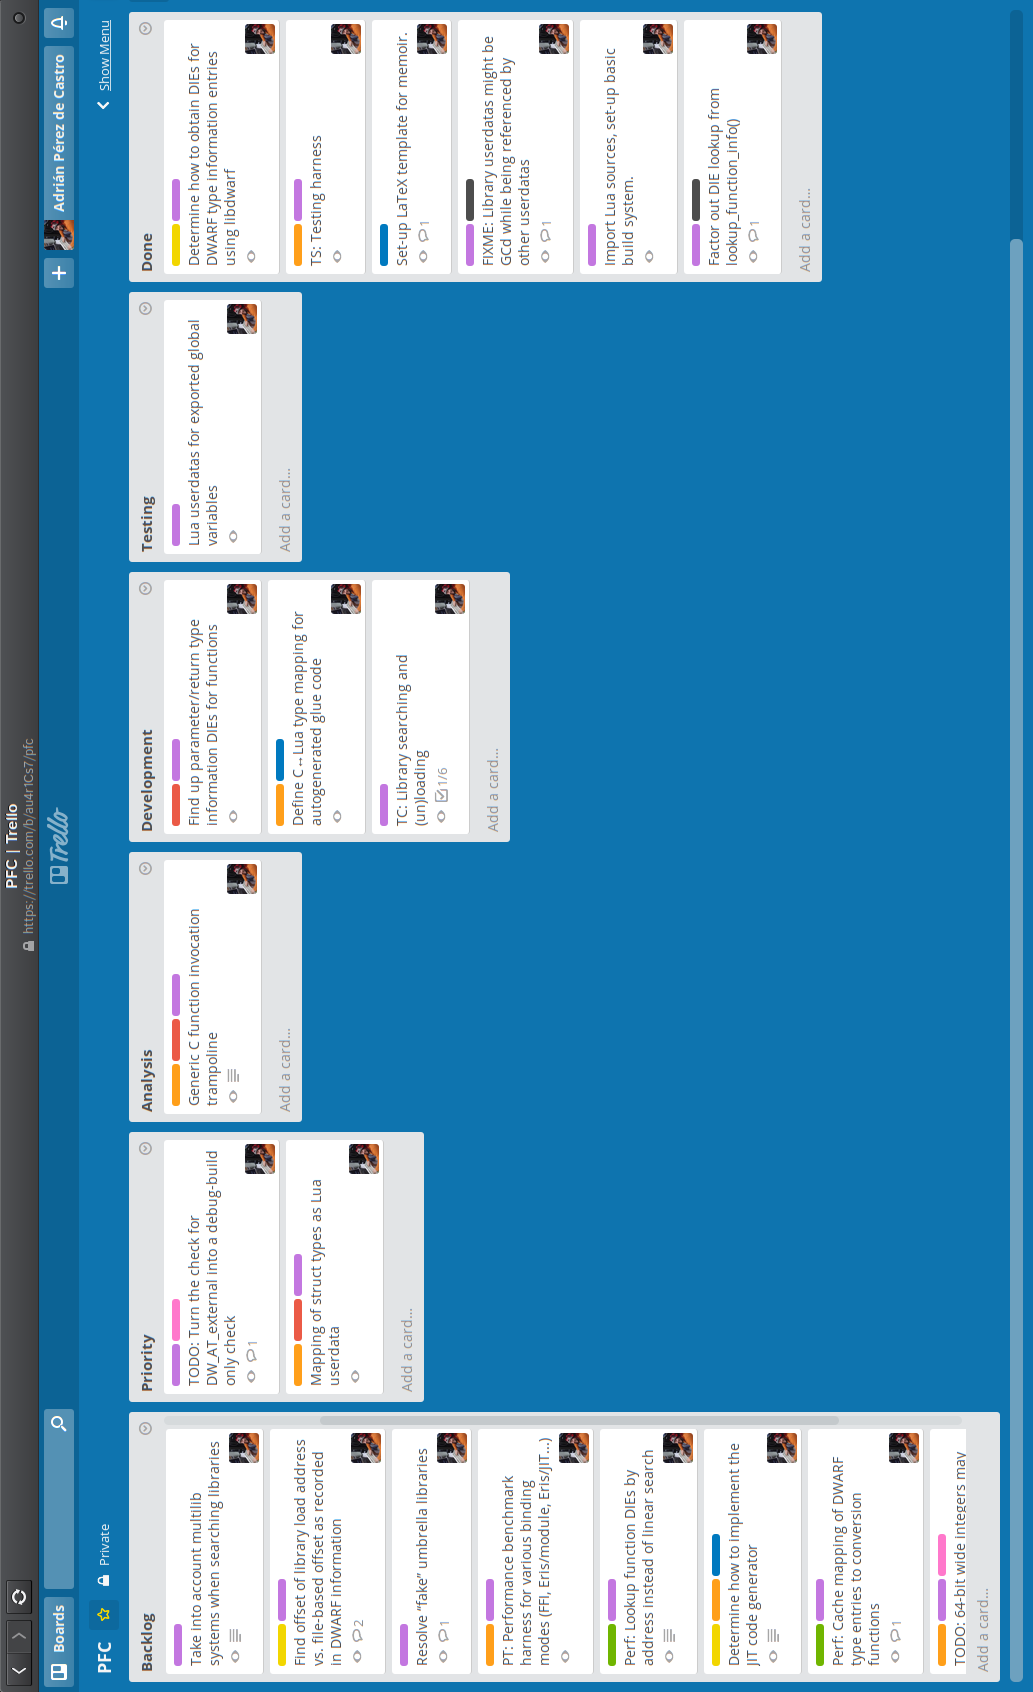 PFC | Trello
https://trello.com/b/au4r1Cs7/pfc
Boards
Trello
Adrián Pérez de Castro
PFC
Private
Show Menu
Backlog
Take into account multilib
systems when searching libraries
Find offset of library load address
vs. file-based offset as recorded
in DWARF information
2
Resolve “fake” umbrella libraries
1
PT: Performance benchmark
harness for various binding
modes (FFI, Eris/module, Eris/JIT...)
Perf: Lookup function DIEs by
address instead of linear search
Determine how to implement the
JIT code generator
Perf: Cache mapping of DWARF
type entries to conversion
functions
1
TODO: 64-bit wide integers may
Add a card...
Priority
TODO: Turn the check for
DW_AT_external into a debug-build
only check
1
Mapping of struct types as Lua
userdata
Add a card...
Analysis
Generic C function invocation
trampoline
Add a card...
Development
Find up parameter/return type
information DIEs for functions
Define C↔Lua type mapping for
autogenerated glue code
TC: Library searching and
(un)loading
1/6
Add a card...
Testing
Lua userdatas for exported global
variables
Add a card...
Done
Determine how to obtain DIEs for
DWARF type information entries
using libdwarf
TS: Testing harness
Set-up LaTeX template for memoir.
1
FIXME: Library userdatas might be
GCd while being referenced by
other userdatas
1
Import Lua sources, set-up basic
build system.
Factor out DIE lookup from
lookup_function_info()
1
Add a card...